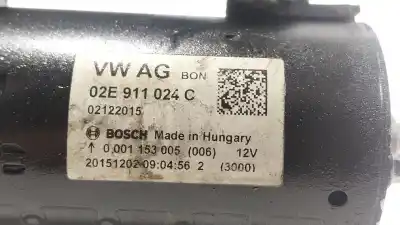 VW AG BON
02E 911 024 C
02122015
BOSCH Made in Hungary
↑ 0 001 153 005 (006) 12V
20151202 09:04:56 2 (3000)